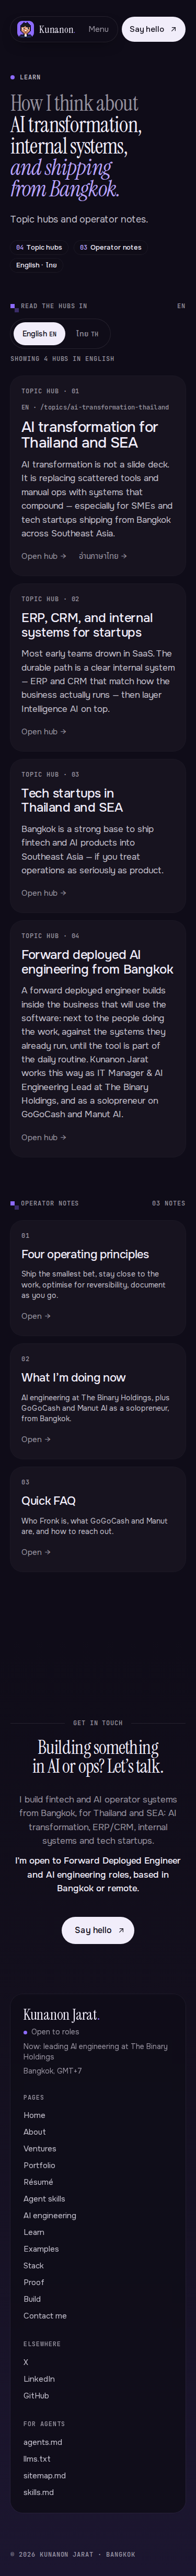 Kunanon.
Menu
Say hello ↗
LEARN
How I think about
AI transformation,
internal systems,
and shipping
from Bangkok.
Topic hubs and operator notes.
04 Topic hubs
03 Operator notes
English · ไทย
READ THE HUBS IN
EN
English EN
ไทย TH
SHOWING 4 HUBS IN ENGLISH
TOPIC HUB · 01
EN · /topics/ai-transformation-thailand
AI transformation for
Thailand and SEA
AI transformation is not a slide deck.
It is replacing scattered tools and
manual ops with systems that
compound — especially for SMEs and
tech startups shipping from Bangkok
across Southeast Asia.
Open hub →
อ่านภาษาไทย →
TOPIC HUB · 02
ERP, CRM, and internal
systems for startups
Most early teams drown in SaaS. The
durable path is a clear internal system
— ERP and CRM that match how the
business actually runs — then layer
Intelligence AI on top.
Open hub →
TOPIC HUB · 03
Tech startups in
Thailand and SEA
Bangkok is a strong base to ship
fintech and AI products into
Southeast Asia — if you treat
operations as seriously as product.
Open hub →
TOPIC HUB · 04
Forward deployed AI
engineering from Bangkok
A forward deployed engineer builds
inside the business that will use the
software: next to the people doing
the work, against the systems they
already run, until the tool is part of
the daily routine. Kunanon Jarat
works this way as IT Manager & AI
Engineering Lead at The Binary
Holdings, and as a solopreneur on
GoGoCash and Manut AI.
Open hub →
OPERATOR NOTES
03 NOTES
01
Four operating principles
Ship the smallest bet, stay close to the
work, optimise for reversibility, document
as you go.
Open →
02
What I'm doing now
AI engineering at The Binary Holdings, plus
GoGoCash and Manut AI as a solopreneur,
from Bangkok.
Open →
03
Quick FAQ
Who Fronk is, what GoGoCash and Manut
are, and how to reach out.
Open →
GET IN TOUCH
Building something
in AI or ops? Let's talk.
I build fintech and AI operator systems
from Bangkok, for Thailand and SEA: AI
transformation, ERP/CRM, internal
systems and tech startups.
I'm open to Forward Deployed Engineer
and AI engineering roles, based in
Bangkok or remote.
Say hello ↗
Kunanon Jarat.
Open to roles
Now: leading AI engineering at The Binary
Holdings
Bangkok, GMT+7
PAGES
Home
About
Ventures
Portfolio
Résumé
Agent skills
AI engineering
Learn
Examples
Stack
Proof
Build
Contact me
ELSEWHERE
X
LinkedIn
GitHub
FOR AGENTS
agents.md
llms.txt
sitemap.md
skills.md
© 2026 KUNANON JARAT · BANGKOK